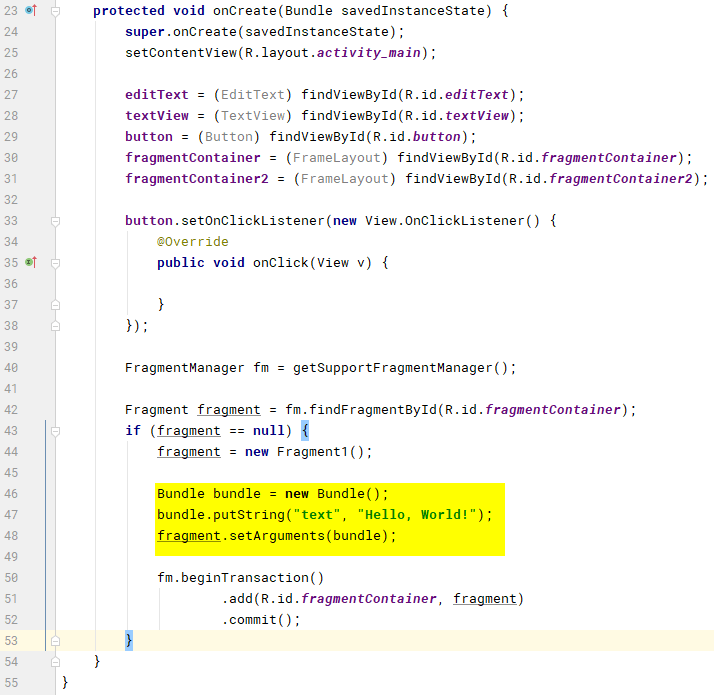 23 protected void onCreate(Bundle savedInstanceState) {
24 super.onCreate(savedInstanceState);
25 setContentView(R.layout.activity_main);
26
27 editText = (EditText) findViewById(R.id.editText);
28 textView = (TextView) findViewById(R.id.textView);
29 button = (Button) findViewById(R.id.button);
30 fragmentContainer = (FrameLayout) findViewById(R.id.fragmentContainer);
31 fragmentContainer2 = (FrameLayout) findViewById(R.id.fragmentContainer2);
32
33 button.setOnClickListener(new View.OnClickListener() {
34 @Override
35 public void onClick(View v) {
36
37 }
38 });
39
40 FragmentManager fm = getSupportFragmentManager();
41
42 Fragment fragment = fm.findFragmentById(R.id.fragmentContainer);
43 if (fragment == null) {
44 fragment = new Fragment1();
45
46 Bundle bundle = new Bundle();
47 bundle.putString("text", "Hello, World!");
48 fragment.setArguments(bundle);
49
50 fm.beginTransaction()
51 .add(R.id.fragmentContainer, fragment)
52 .commit();
53 }
54 }
55 }